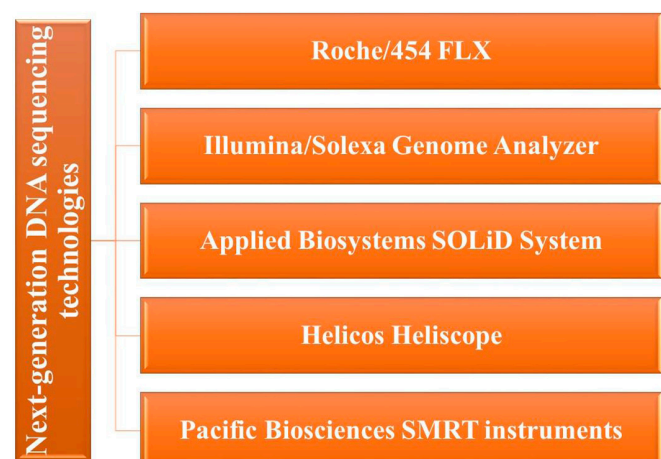 Next-generation DNA sequencing
technologies
Roche/454 FLX
Illumina/Solexa Genome Analyzer
Applied Biosystems SOLiD System
Helicos Heliscope
Pacific Biosciences SMRT instruments